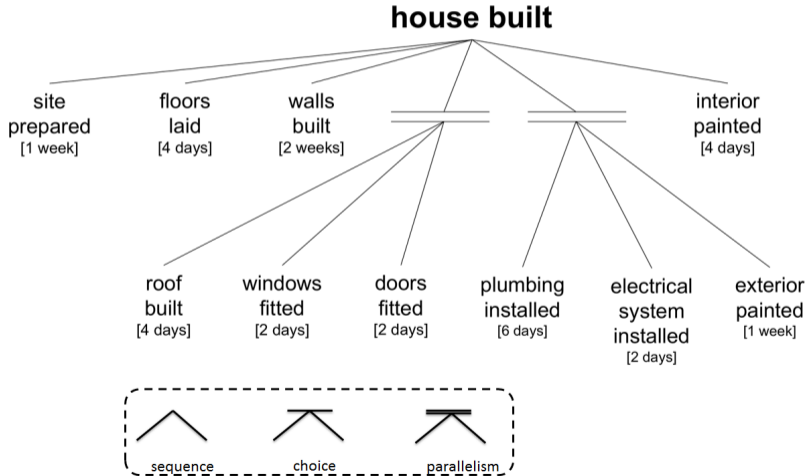 house built
site
prepared
[1 week]
floors
laid
[4 days]
walls
built
[2 weeks]
interior
painted
[4 days]
roof
built
[4 days]
windows
fitted
[2 days]
doors
fitted
[2 days]
plumbing
installed
[6 days]
electrical
system
installed
[2 days]
exterior
painted
[1 week]
sequence
choice
parallelism